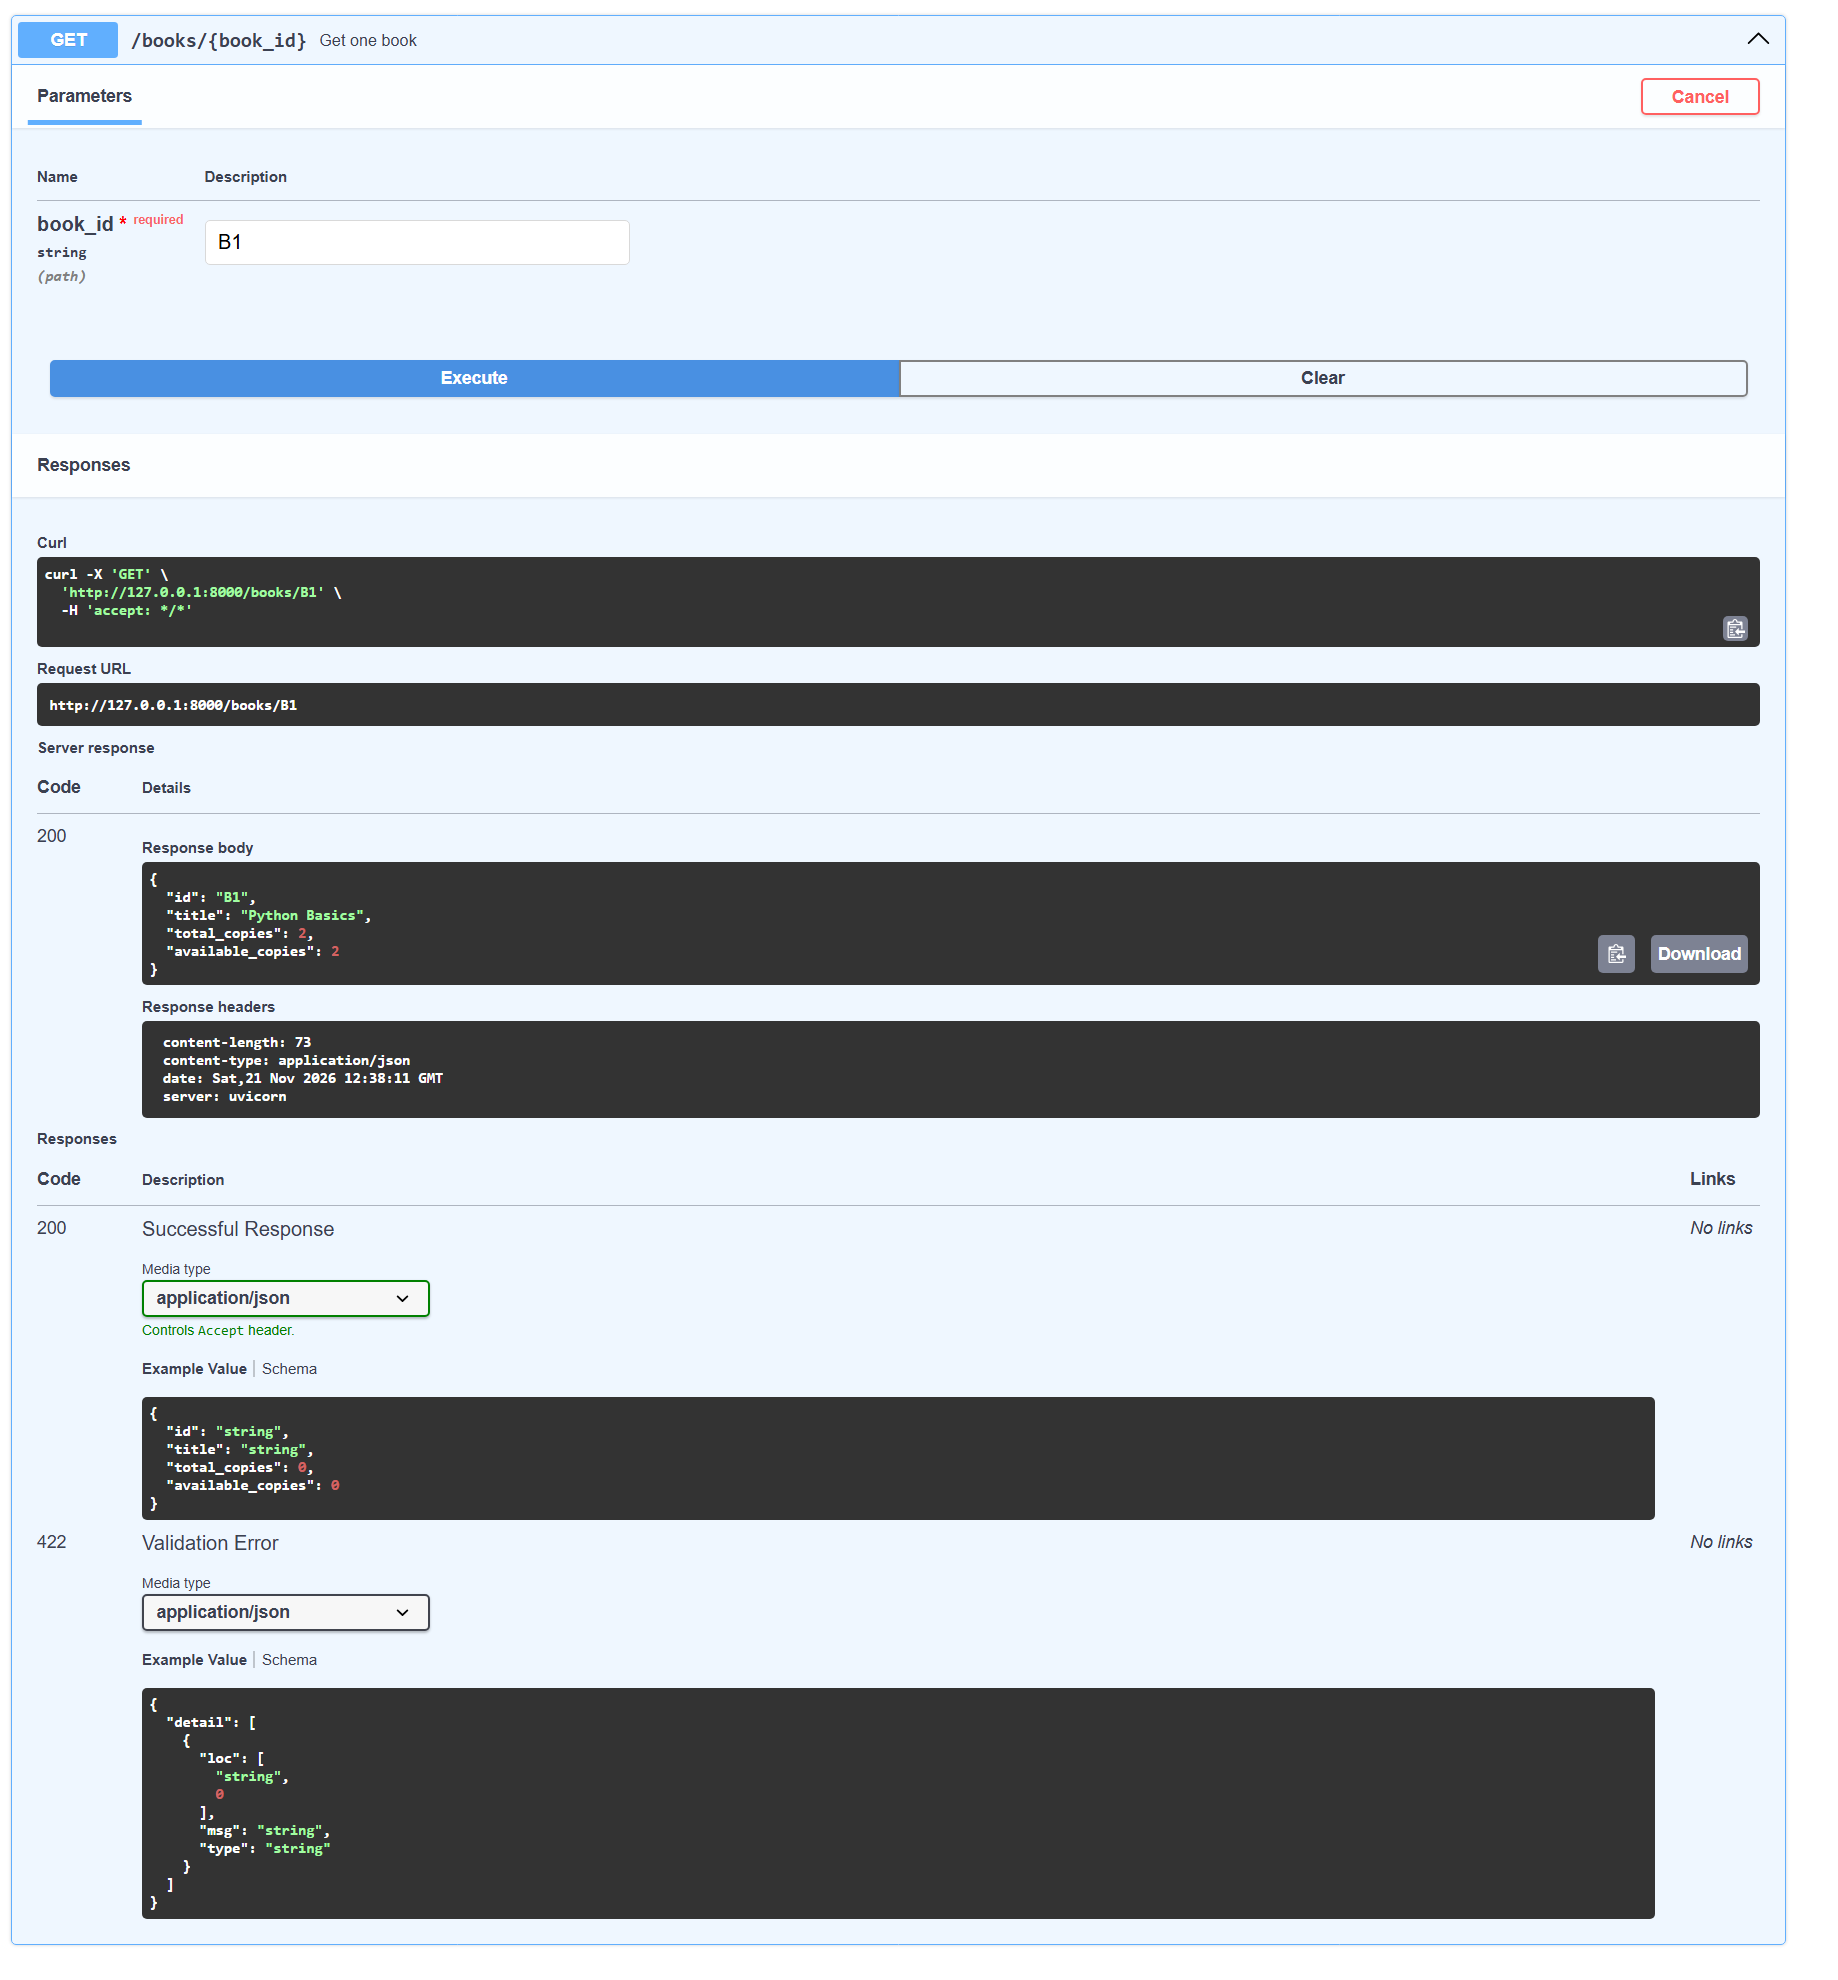 GET /books/{book_id} Get one book
Parameters
Cancel
Name Description
book_id * required
string
(path)
B1
Execute
Clear
Responses
Curl
curl -X 'GET' \
  'http://127.0.0.1:8000/books/B1' \
  -H 'accept: */*'
Request URL
http://127.0.0.1:8000/books/B1
Server response
Code Details
200
Response body
{
  "id": "B1",
  "title": "Python Basics",
  "total_copies": 2,
  "available_copies": 2
}
Download
Response headers
content-length: 73
content-type: application/json
date: Sat,21 Nov 2026 12:38:11 GMT
server: uvicorn
Responses
Code Description Links
200 Successful Response No links
Media type
application/json
Controls Accept header.
Example Value | Schema
{
  "id": "string",
  "title": "string",
  "total_copies": 0,
  "available_copies": 0
}
422 Validation Error No links
Media type
application/json
Example Value | Schema
{
  "detail": [
    {
      "loc": [
        "string",
        0
      ],
      "msg": "string",
      "type": "string"
    }
  ]
}